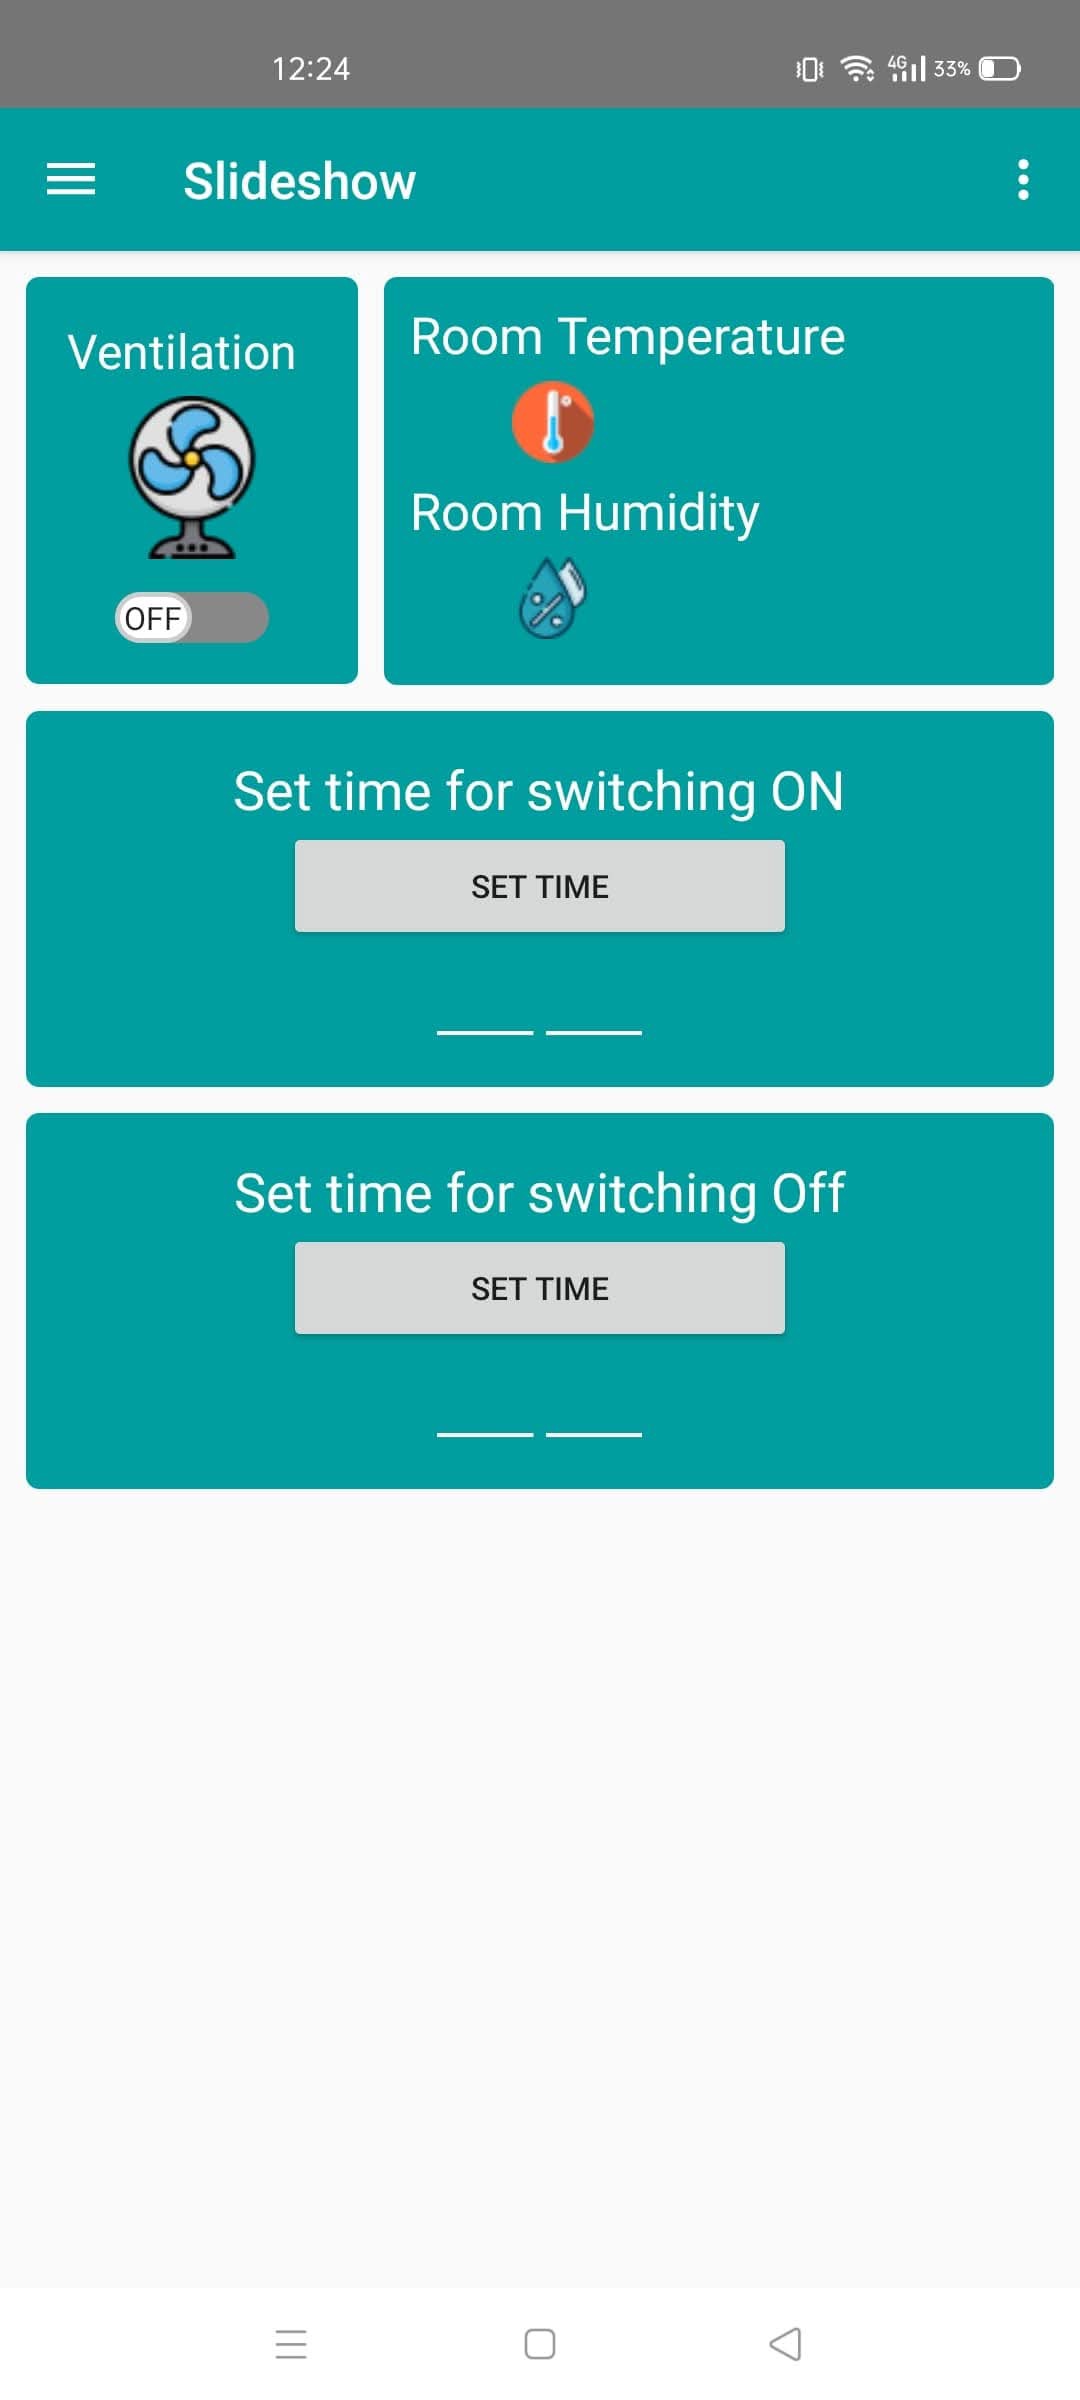 12:24
4G 33%
Slideshow
Ventilation
OFF
Room Temperature
Room Humidity
%
Set time for switching ON
SET TIME
Set time for switching Off
SET TIME